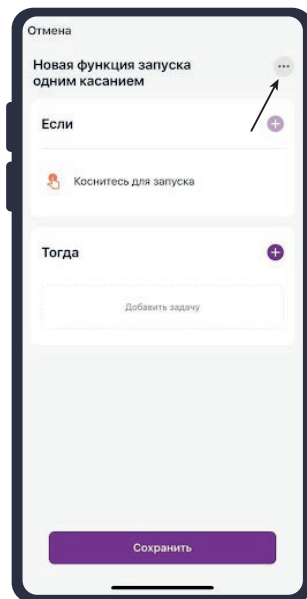 Отмена
Новая функция запуска
одним касанием
Если
Коснитесь для запуска
Тогда
Добавить задачу
Сохранить